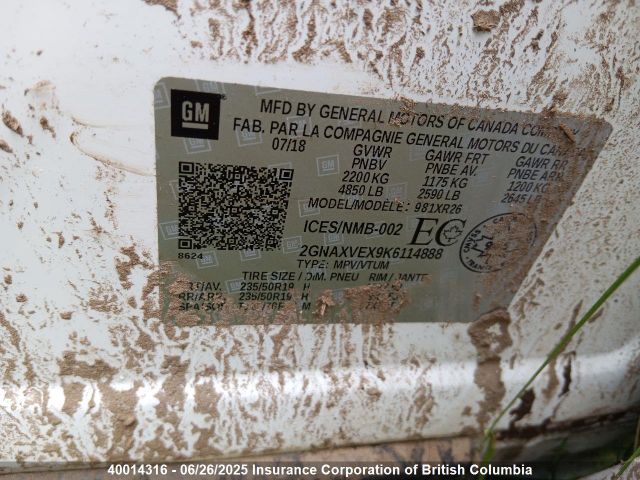 GM
MFD BY GENERAL MOTORS OF CANADA
FAB. PAR LA COMPAGNIE GENERAL MOTORS DU
07/18
GVWR
PNBV
2200 KG
4850 LB
GAWR FRT
PNBE AV.
1175 KG
2590 LB
GAWR RR
PNBE ARR
1200 KG
2645 LB
MODEL/MODÈLE: 981XR26
ICES/NMB-002 EC
8624
2GNAXVEX9K6114888
TYPE: MPV/VTUM
TIRE SIZE / DIM. PNEU RIM / JANTE
235/50R19 H
RR/ARR 235/50R19 H
40014316 - 06/26/2025 Insurance Corporation of British Columbia